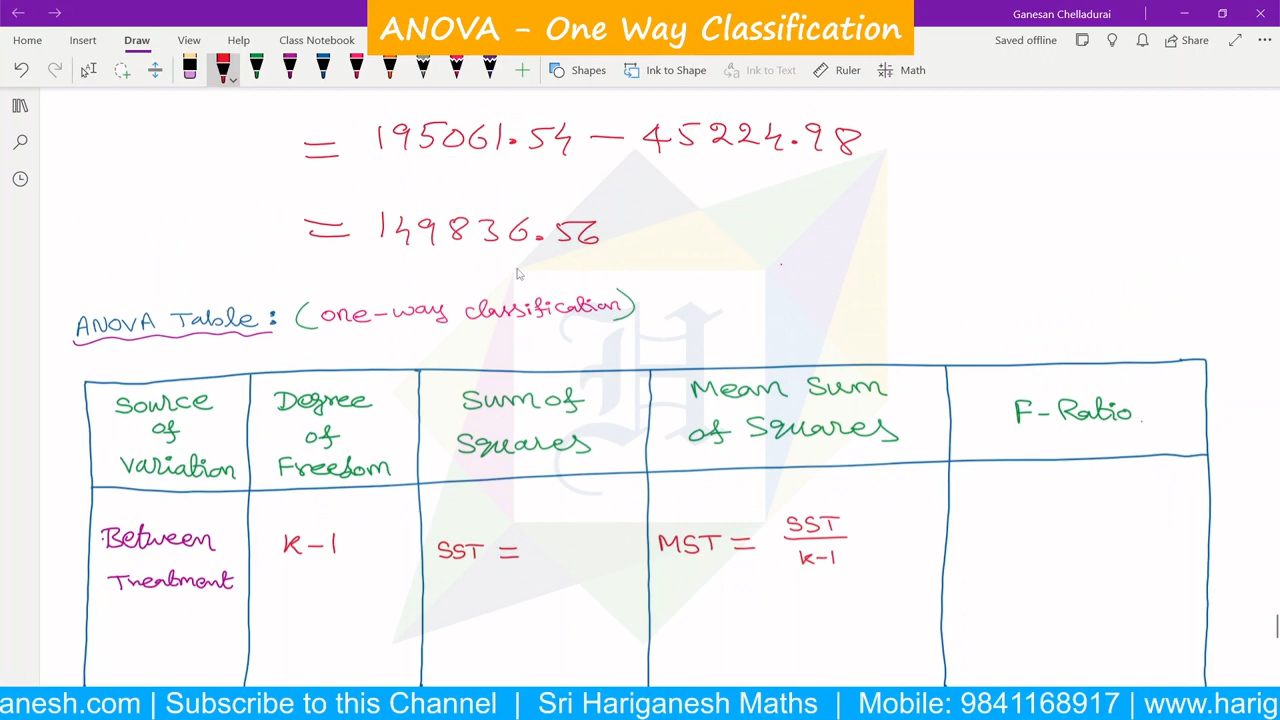 ANOVA - One Way Classification
Ganesan Chelladurai
Home Insert Draw View Help Class Notebook
Saved offline Share
Shapes Ink to Shape Ink to Text Ruler Math
= 195061.54 - 45224.98
= 149836.56
ANOVA Table: (one-way classification)
Source of Variation
Degree of Freedom
Sum of Squares
Mean Sum of Squares
F-Ratio.
Between Treatment
K-1
SST =
MST = SST / K-1
H
anesh.com | Subscribe to this Channel | Sri Hariganesh Maths | Mobile: 9841168917 | www.harig